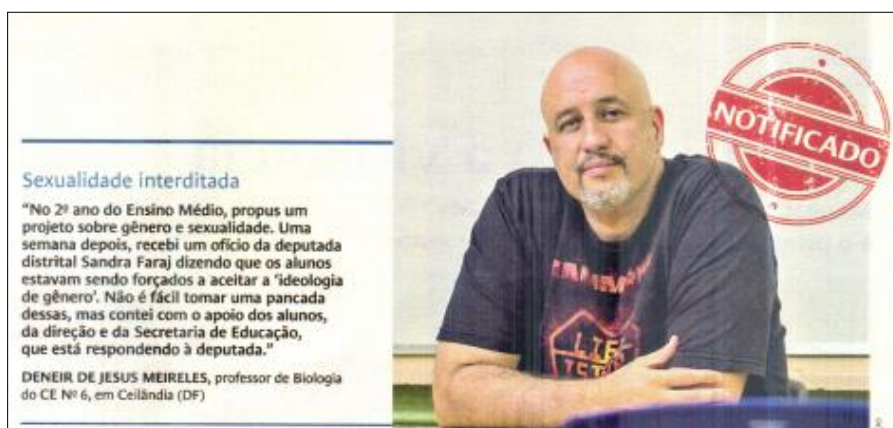 NOTIFICADO
Sexualidade interditada
"No 2º ano do Ensino Médio, propus um
projeto sobre gênero e sexualidade. Uma
semana depois, recebi um ofício da deputada
distrital Sandra Faraj dizendo que os alunos
estavam sendo forçados a aceitar a 'ideologia
de gênero'. Não é fácil tomar uma pancada
dessas, mas contei com o apoio dos alunos,
da direção e da Secretaria de Educação,
que está respondendo à deputada."
DENEIR DE JESUS MEIRELES, professor de Biologia
do CE Nº 6, em Ceilândia (DF)